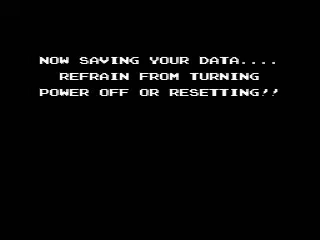 NOW SAVING YOUR DATA....
REFRAIN FROM TURNING
POWER OFF OR RESETTING!!